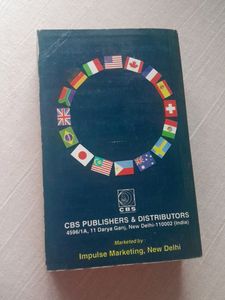 CBS
CBS PUBLISHERS & DISTRIBUTORS
4596/1A, 11 Darya Ganj, New Delhi-110002 (India)
Marketed by :
Impulse Marketing, New Delhi